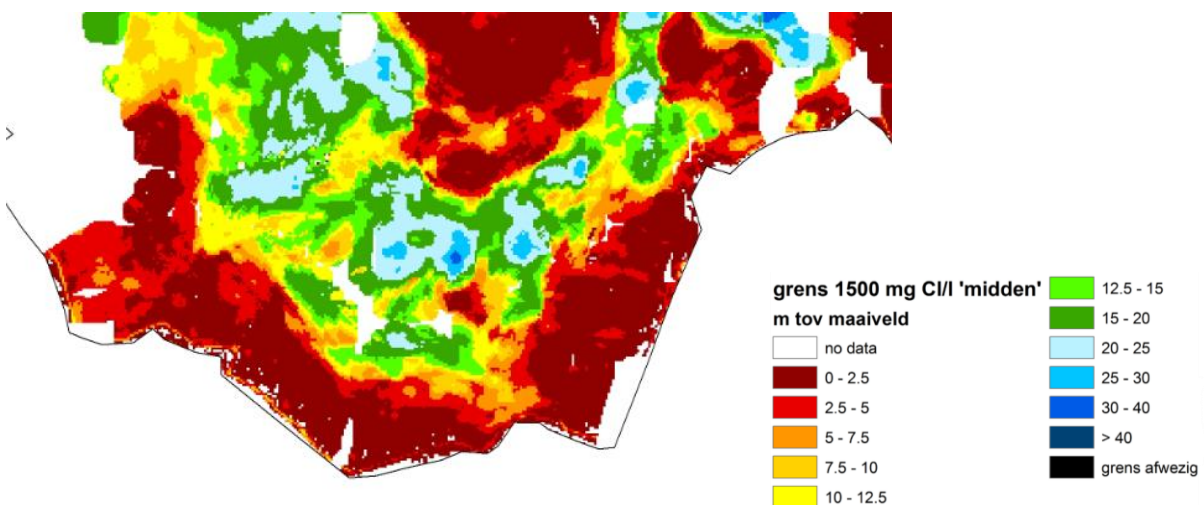 grens 1500 mg Cl/l 'midden'
m tov maaiveld
no data
0 - 2.5
2.5 - 5
5 - 7.5
7.5 - 10
10 - 12.5
12.5 - 15
15 - 20
20 - 25
25 - 30
30 - 40
> 40
grens afwezig